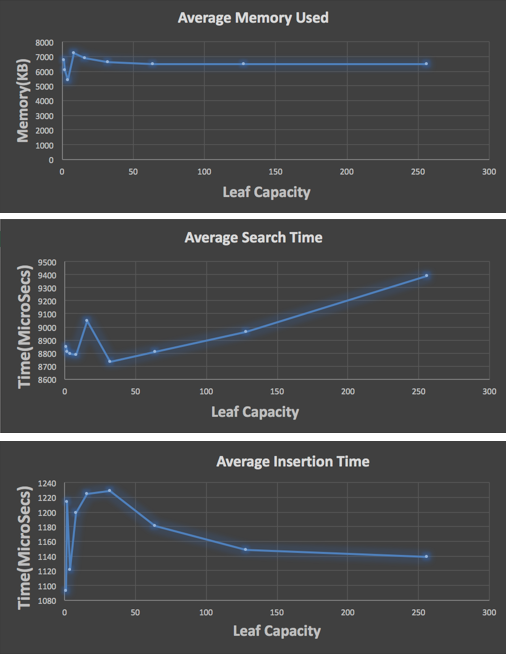 Average Memory Used
Memory(KB)
8000
7000
6000
5000
4000
3000
2000
1000
0
0 50 100 150 200 250 300
Leaf Capacity
Average Search Time
Time(MicroSecs)
9500
9400
9300
9200
9100
9000
8900
8800
8700
8600
0 50 100 150 200 250 300
Leaf Capacity
Average Insertion Time
Time(MicroSecs)
1240
1220
1200
1180
1160
1140
1120
1100
1080
0 50 100 150 200 250 300
Leaf Capacity